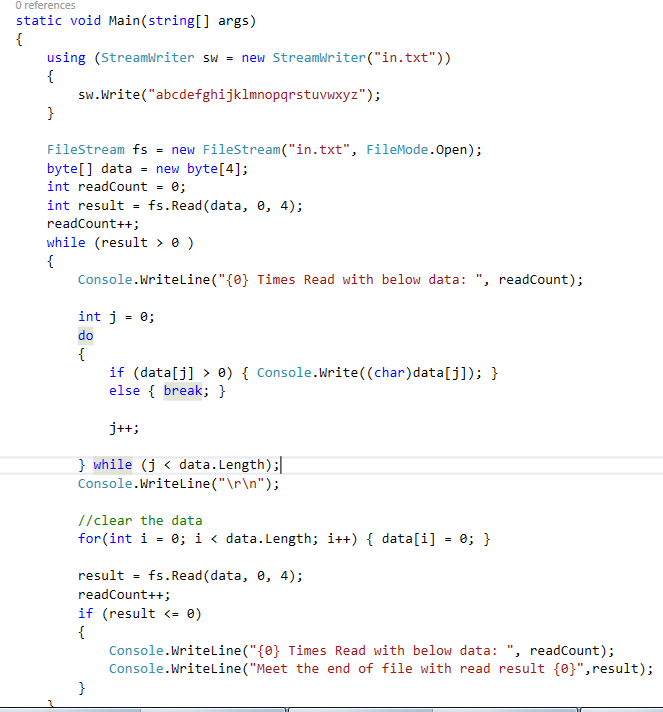 0 references
static void Main(string[] args)
{
using (StreamWriter sw = new StreamWriter("in.txt"))
{
sw.Write("abcdefghijklmnopqrstuvwxyz");
}
FileStream fs = new FileStream("in.txt", FileMode.Open);
byte[] data = new byte[4];
int readCount = 0;
int result = fs.Read(data, 0, 4);
readCount++;
while (result > 0 )
{
Console.WriteLine("{0} Times Read with below data: ", readCount);
int j = 0;
do
{
if (data[j] > 0) { Console.Write((char)data[j]); }
else { break; }
j++;
} while (j < data.Length);
Console.WriteLine("\r\n");
//clear the data
for(int i = 0; i < data.Length; i++) { data[i] = 0; }
result = fs.Read(data, 0, 4);
readCount++;
if (result <= 0)
{
Console.WriteLine("{0} Times Read with below data: ", readCount);
Console.WriteLine("Meet the end of file with read result {0}",result);
}
}